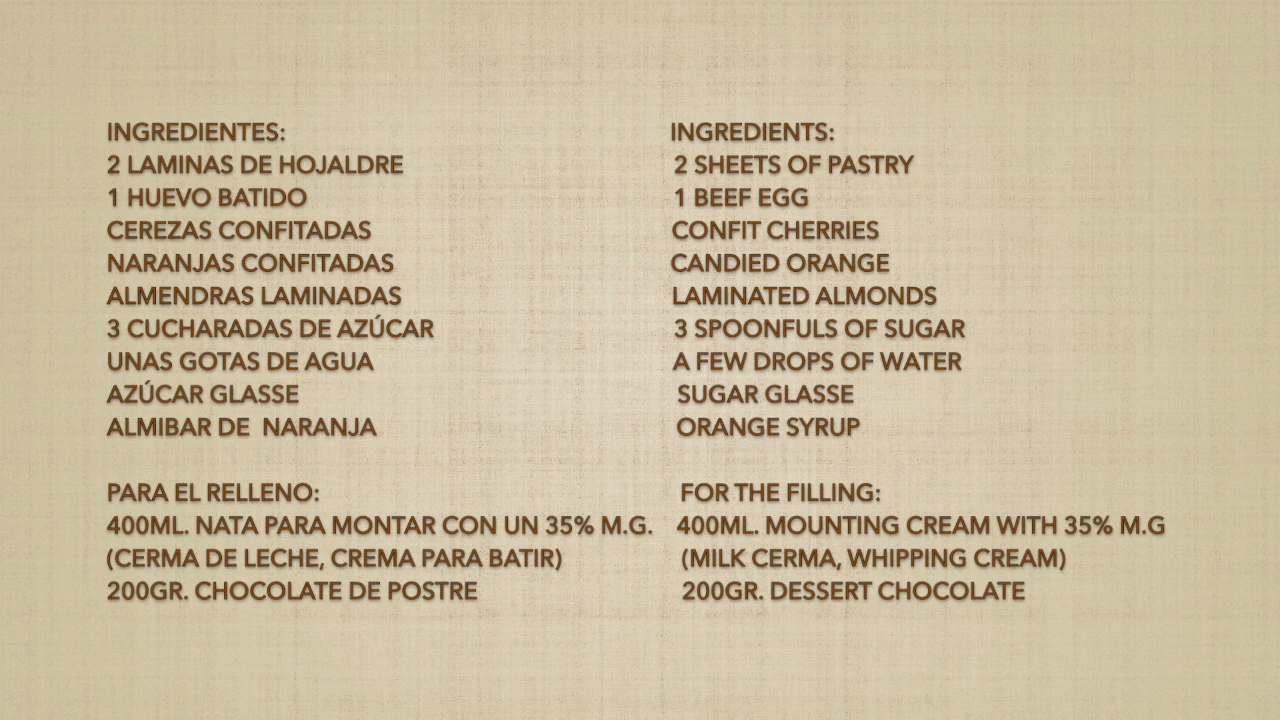 INGREDIENTES:
2 LAMINAS DE HOJALDRE
1 HUEVO BATIDO
CEREZAS CONFITADAS
NARANJAS CONFITADAS
ALMENDRAS LAMINADAS
3 CUCHARADAS DE AZÚCAR
UNAS GOTAS DE AGUA
AZÚCAR GLASSE
ALMIBAR DE NARANJA
PARA EL RELLENO:
400ML. NATA PARA MONTAR CON UN 35% M.G.
(CERMA DE LECHE, CREMA PARA BATIR)
200GR. CHOCOLATE DE POSTRE
INGREDIENTS:
2 SHEETS OF PASTRY
1 BEEF EGG
CONFIT CHERRIES
CANDIED ORANGE
LAMINATED ALMONDS
3 SPOONFULS OF SUGAR
A FEW DROPS OF WATER
SUGAR GLASSE
ORANGE SYRUP
FOR THE FILLING:
400ML. MOUNTING CREAM WITH 35% M.G
(MILK CERMA, WHIPPING CREAM)
200GR. DESSERT CHOCOLATE